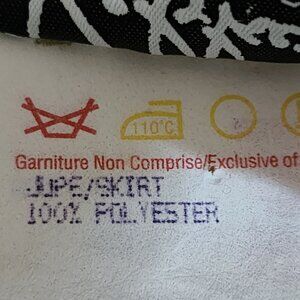 110°C
Garniture Non Comprise/Exclusive of
JUPE/SKIRT
100% POLYESTER